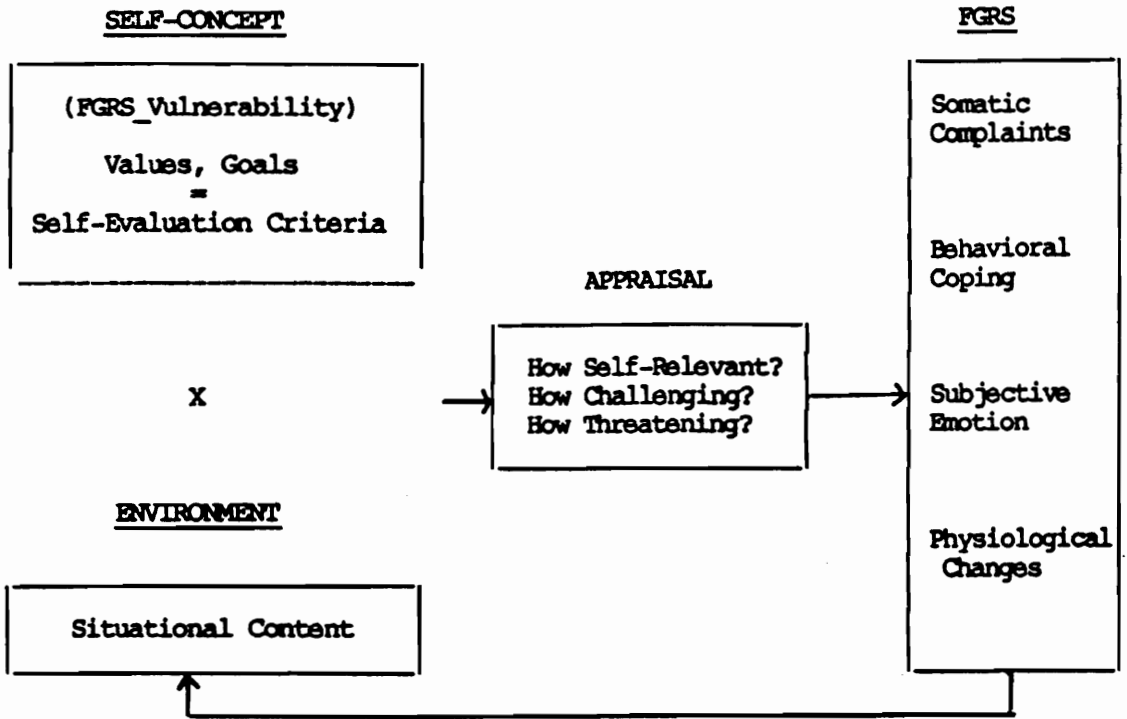 SELF-CONCEPT
(FGRS Vulnerability)
Values, Goals
=
Self-Evaluation Criteria
X
ENVIRONMENT
Situational Content
APPRAISAL
How Self-Relevant?
How Challenging?
How Threatening?
FGRS
Somatic
Complaints
Behavioral
Coping
Subjective
Emotion
Physiological
Changes